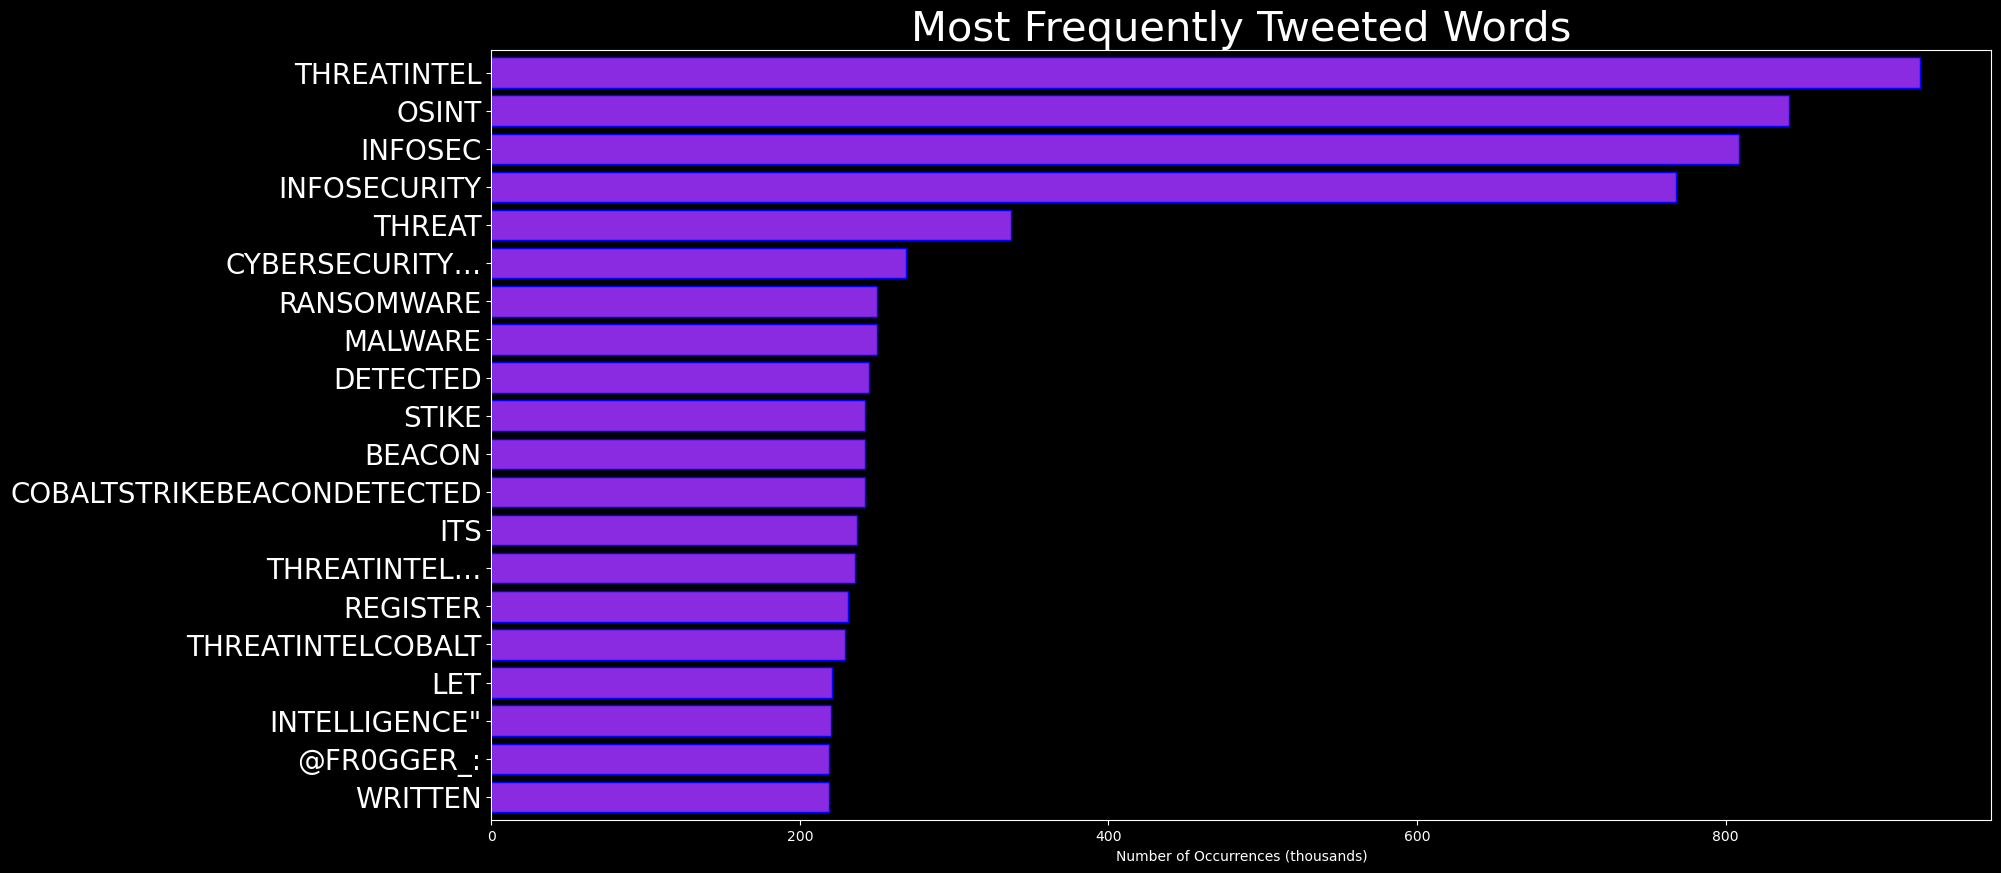 Most Frequently Tweeted Words
THREATINTEL
OSINT
INFOSEC
INFOSECURITY
THREAT
CYBERSECURITY…
RANSOMWARE
MALWARE
DETECTED
STIKE
BEACON
COBALTSTRIKEBEACONDETECTED
ITS
THREATINTEL…
REGISTER
THREATINTELCOBALT
LET
INTELLIGENCE"
@FR0GGER_:
WRITTEN
0 200 400 600 800
Number of Occurrences (thousands)